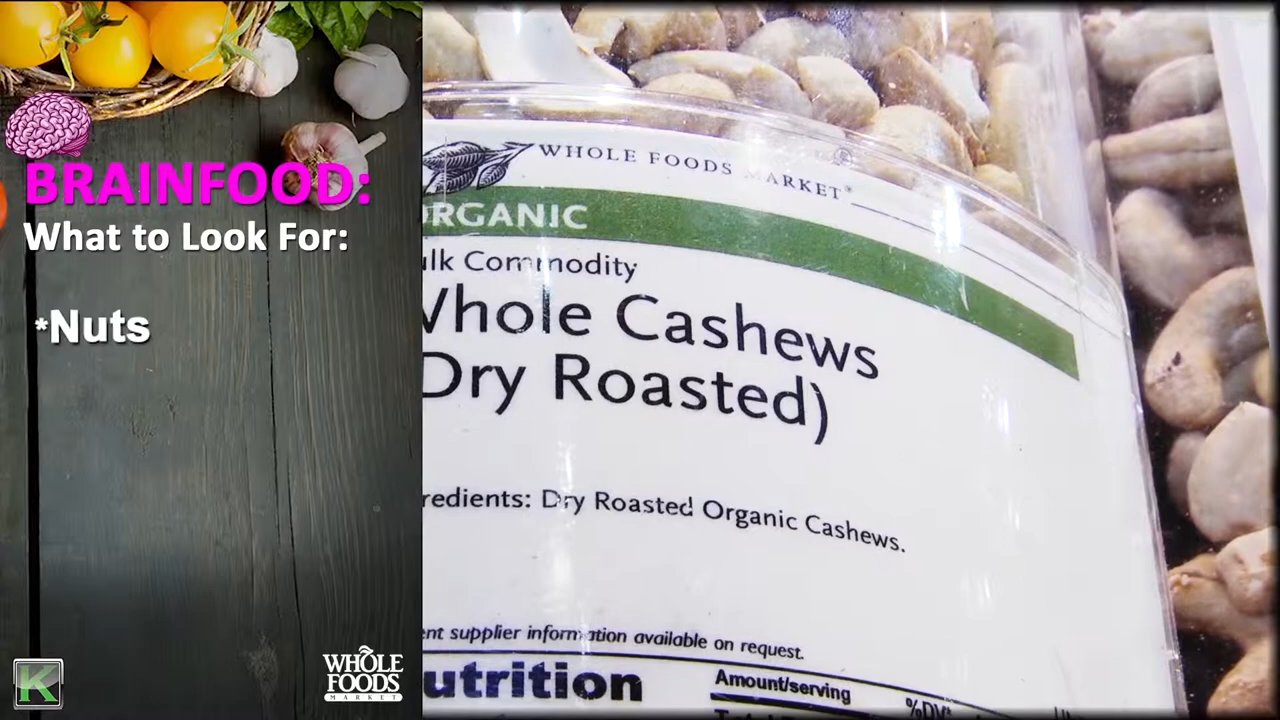 BRAINFOOD:
What to Look For:
*Nuts
K
WHOLE
FOODS
MARKET
WHOLE FOODS MARKET
ORGANIC
ulk Commodity
Whole Cashews
(Dry Roasted)
redients: Dry Roasted Organic Cashews.
ent supplier information available on request.
utrition
Amount/serving
%DV*